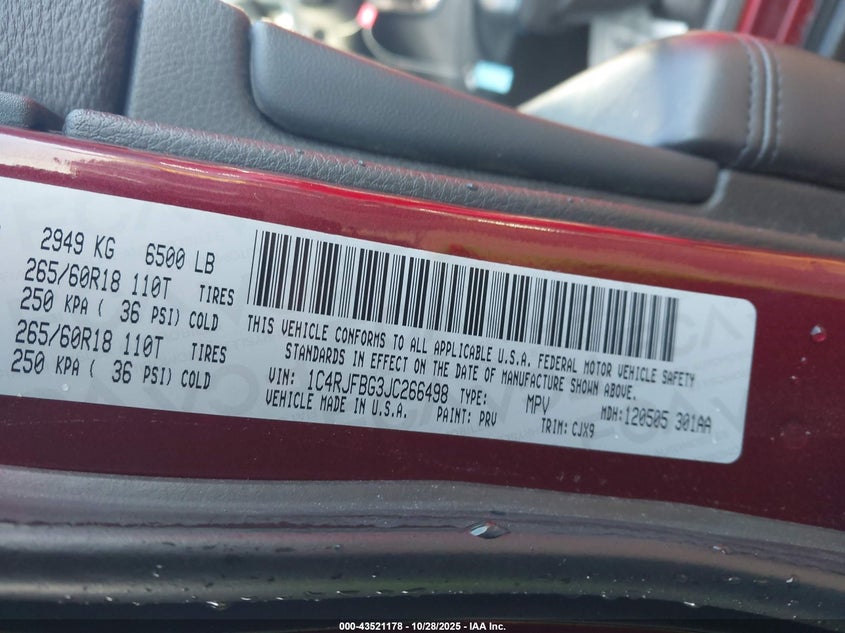 2949 KG 6500 LB
265/60R18 110T TIRES
250 KPA ( 36 PSI) COLD
265/60R18 110T TIRES
250 KPA ( 36 PSI) COLD
THIS VEHICLE CONFORMS TO ALL APPLICABLE U.S.A. FEDERAL MOTOR VEHICLE SAFETY
STANDARDS IN EFFECT ON THE DATE OF MANUFACTURE SHOWN ABOVE.
VIN: 1C4RJFBG3JC266498 TYPE: MPV MDH:120505 301AA
VEHICLE MADE IN U.S.A. PAINT: PRV TRIM: CJX9
000-43521178 - 10/28/2025 - IAA Inc.